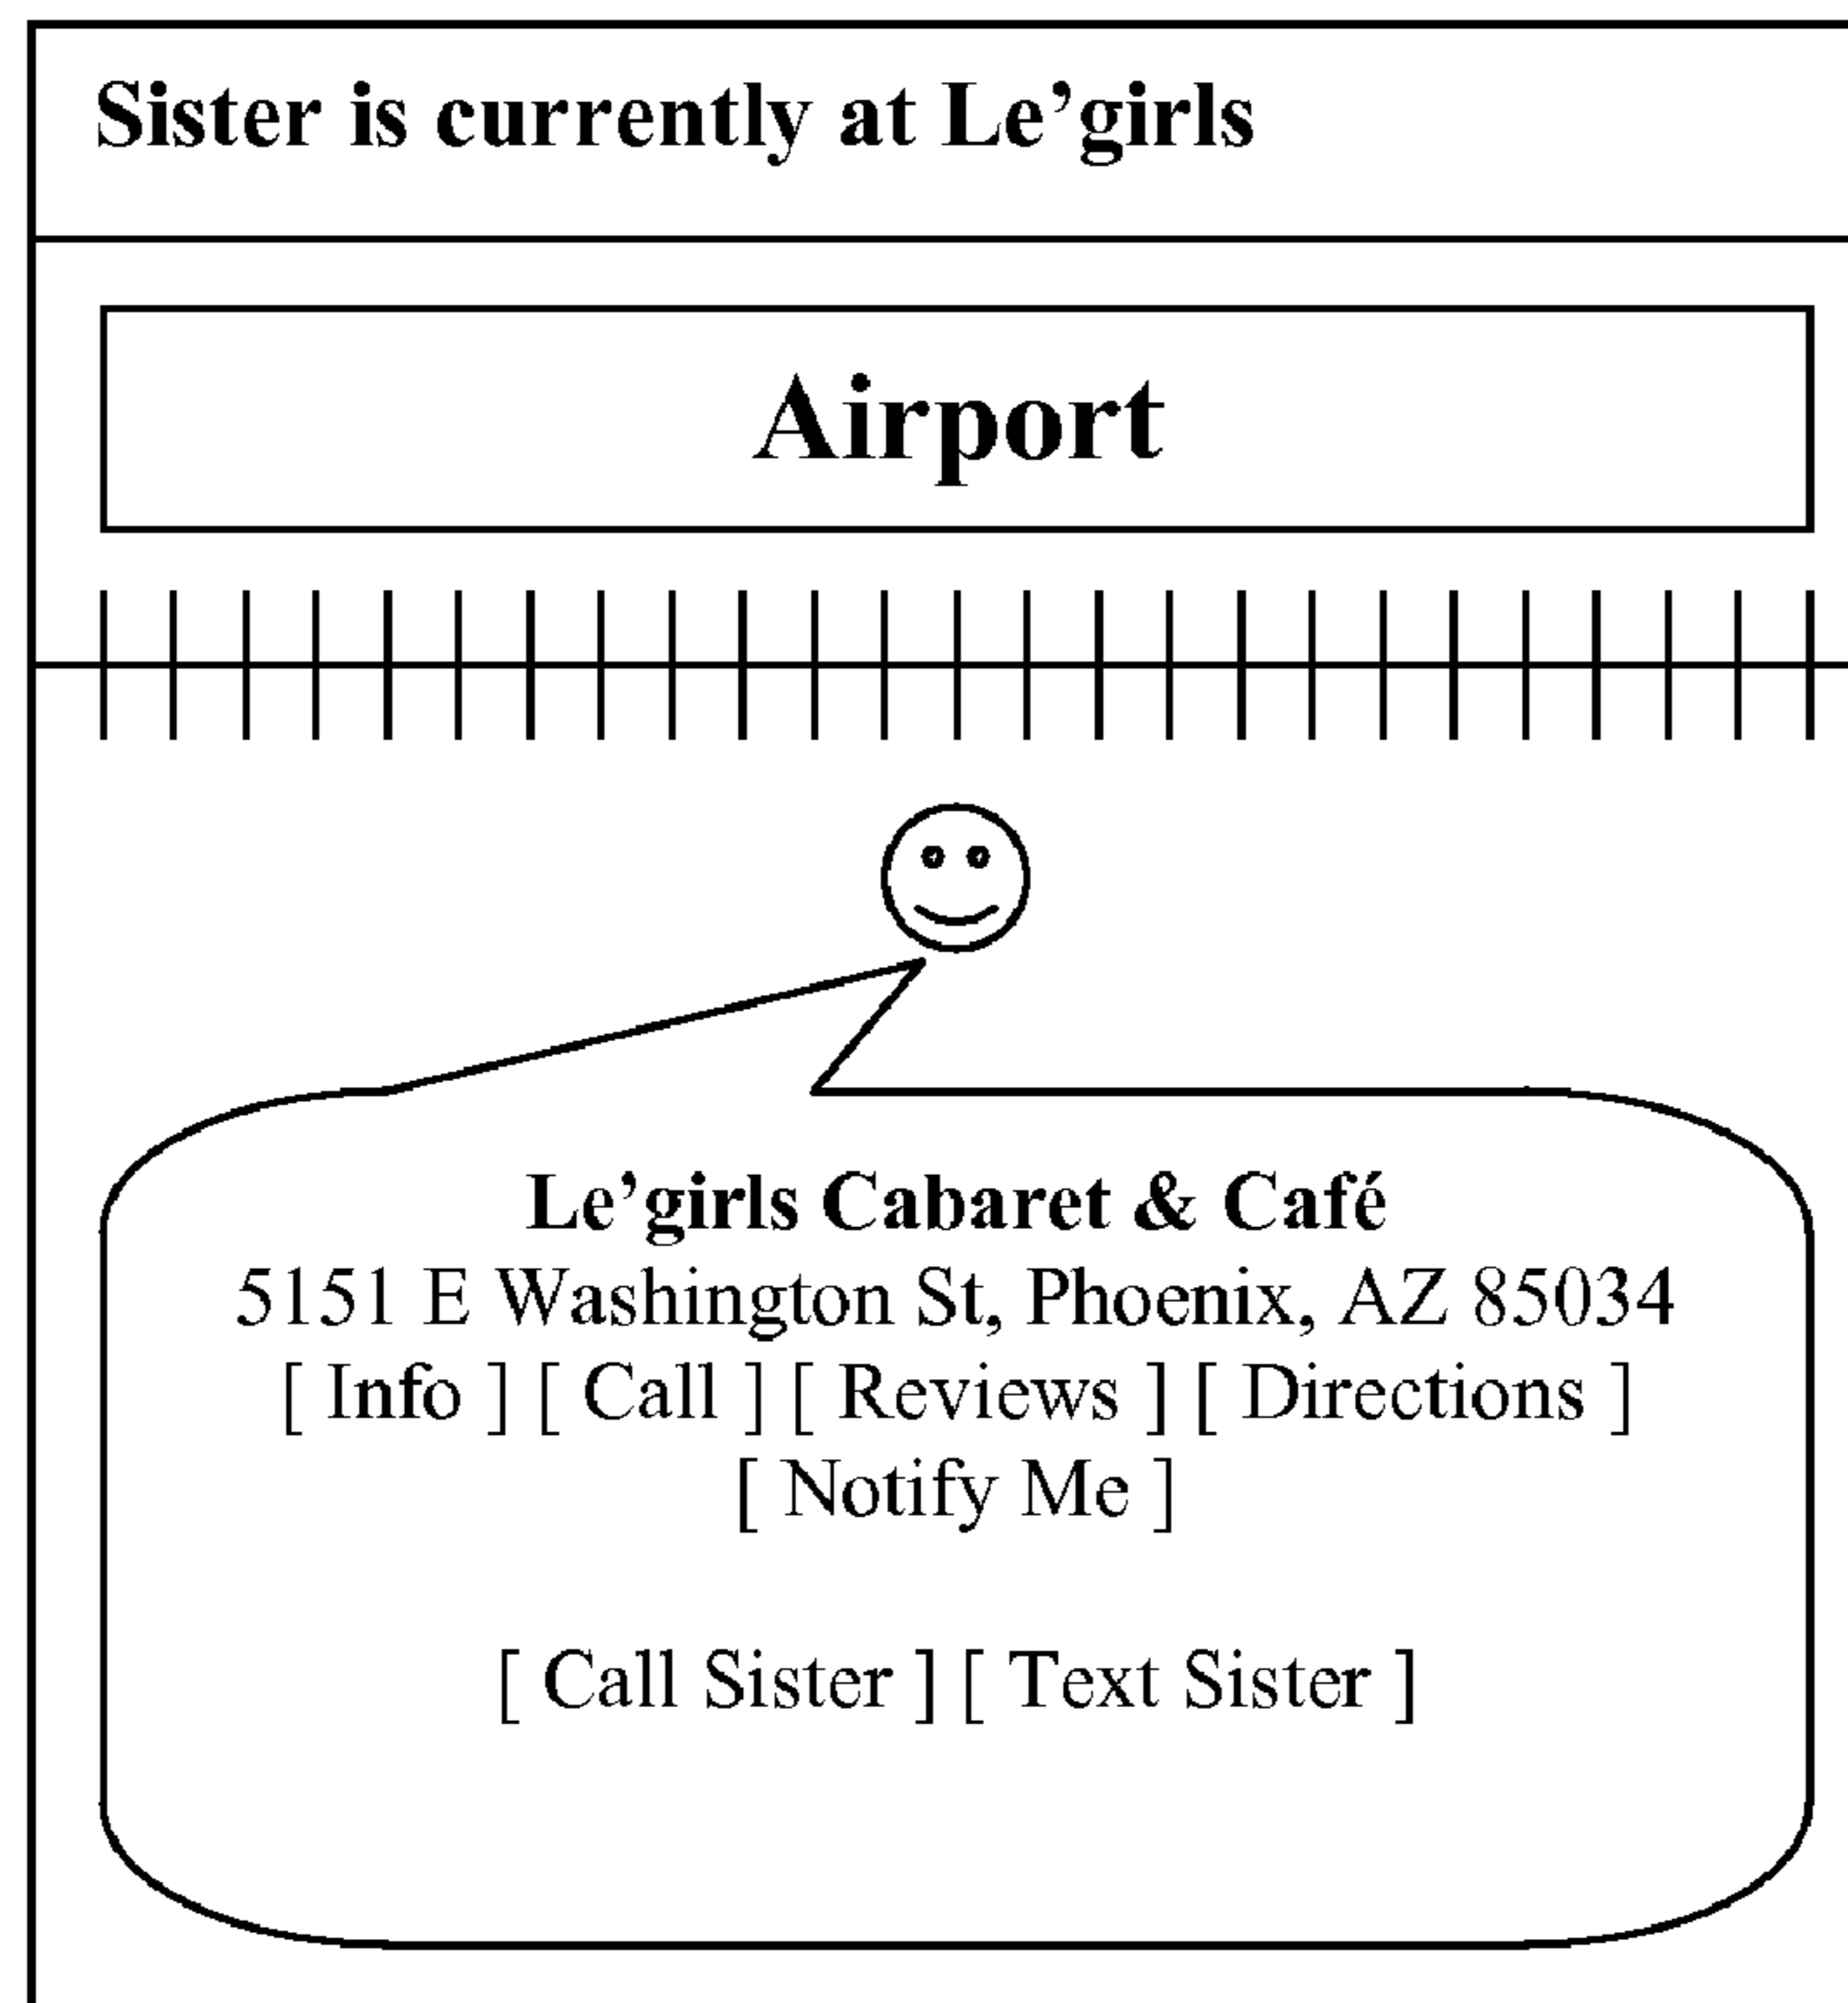 Sister is currently at Le’girls
Airport
Le’girls Cabaret & Café
5151 E Washington St, Phoenix, AZ 85034
[ Info ] [ Call ] [ Reviews ] [ Directions ]
[ Notify Me ]
[ Call Sister ] [ Text Sister ]